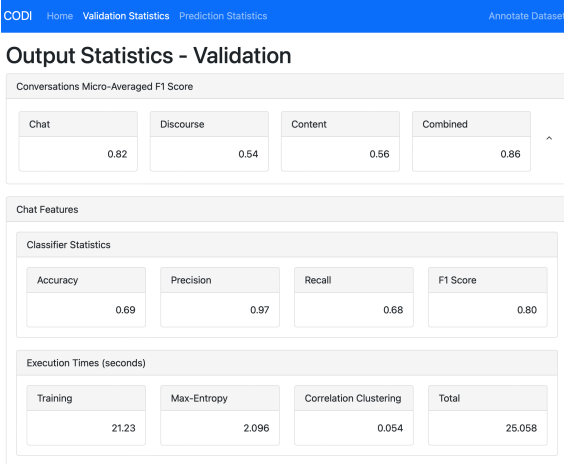 CODI Home Validation Statistics Prediction Statistics Annotate Dataset
Output Statistics - Validation
Conversations Micro-Averaged F1 Score
Chat Discourse Content Combined
0.82 0.54 0.56 0.86
Chat Features
Classifier Statistics
Accuracy Precision Recall F1 Score
0.69 0.97 0.68 0.80
Execution Times (seconds)
Training Max-Entropy Correlation Clustering Total
21.23 2.096 0.054 25.058